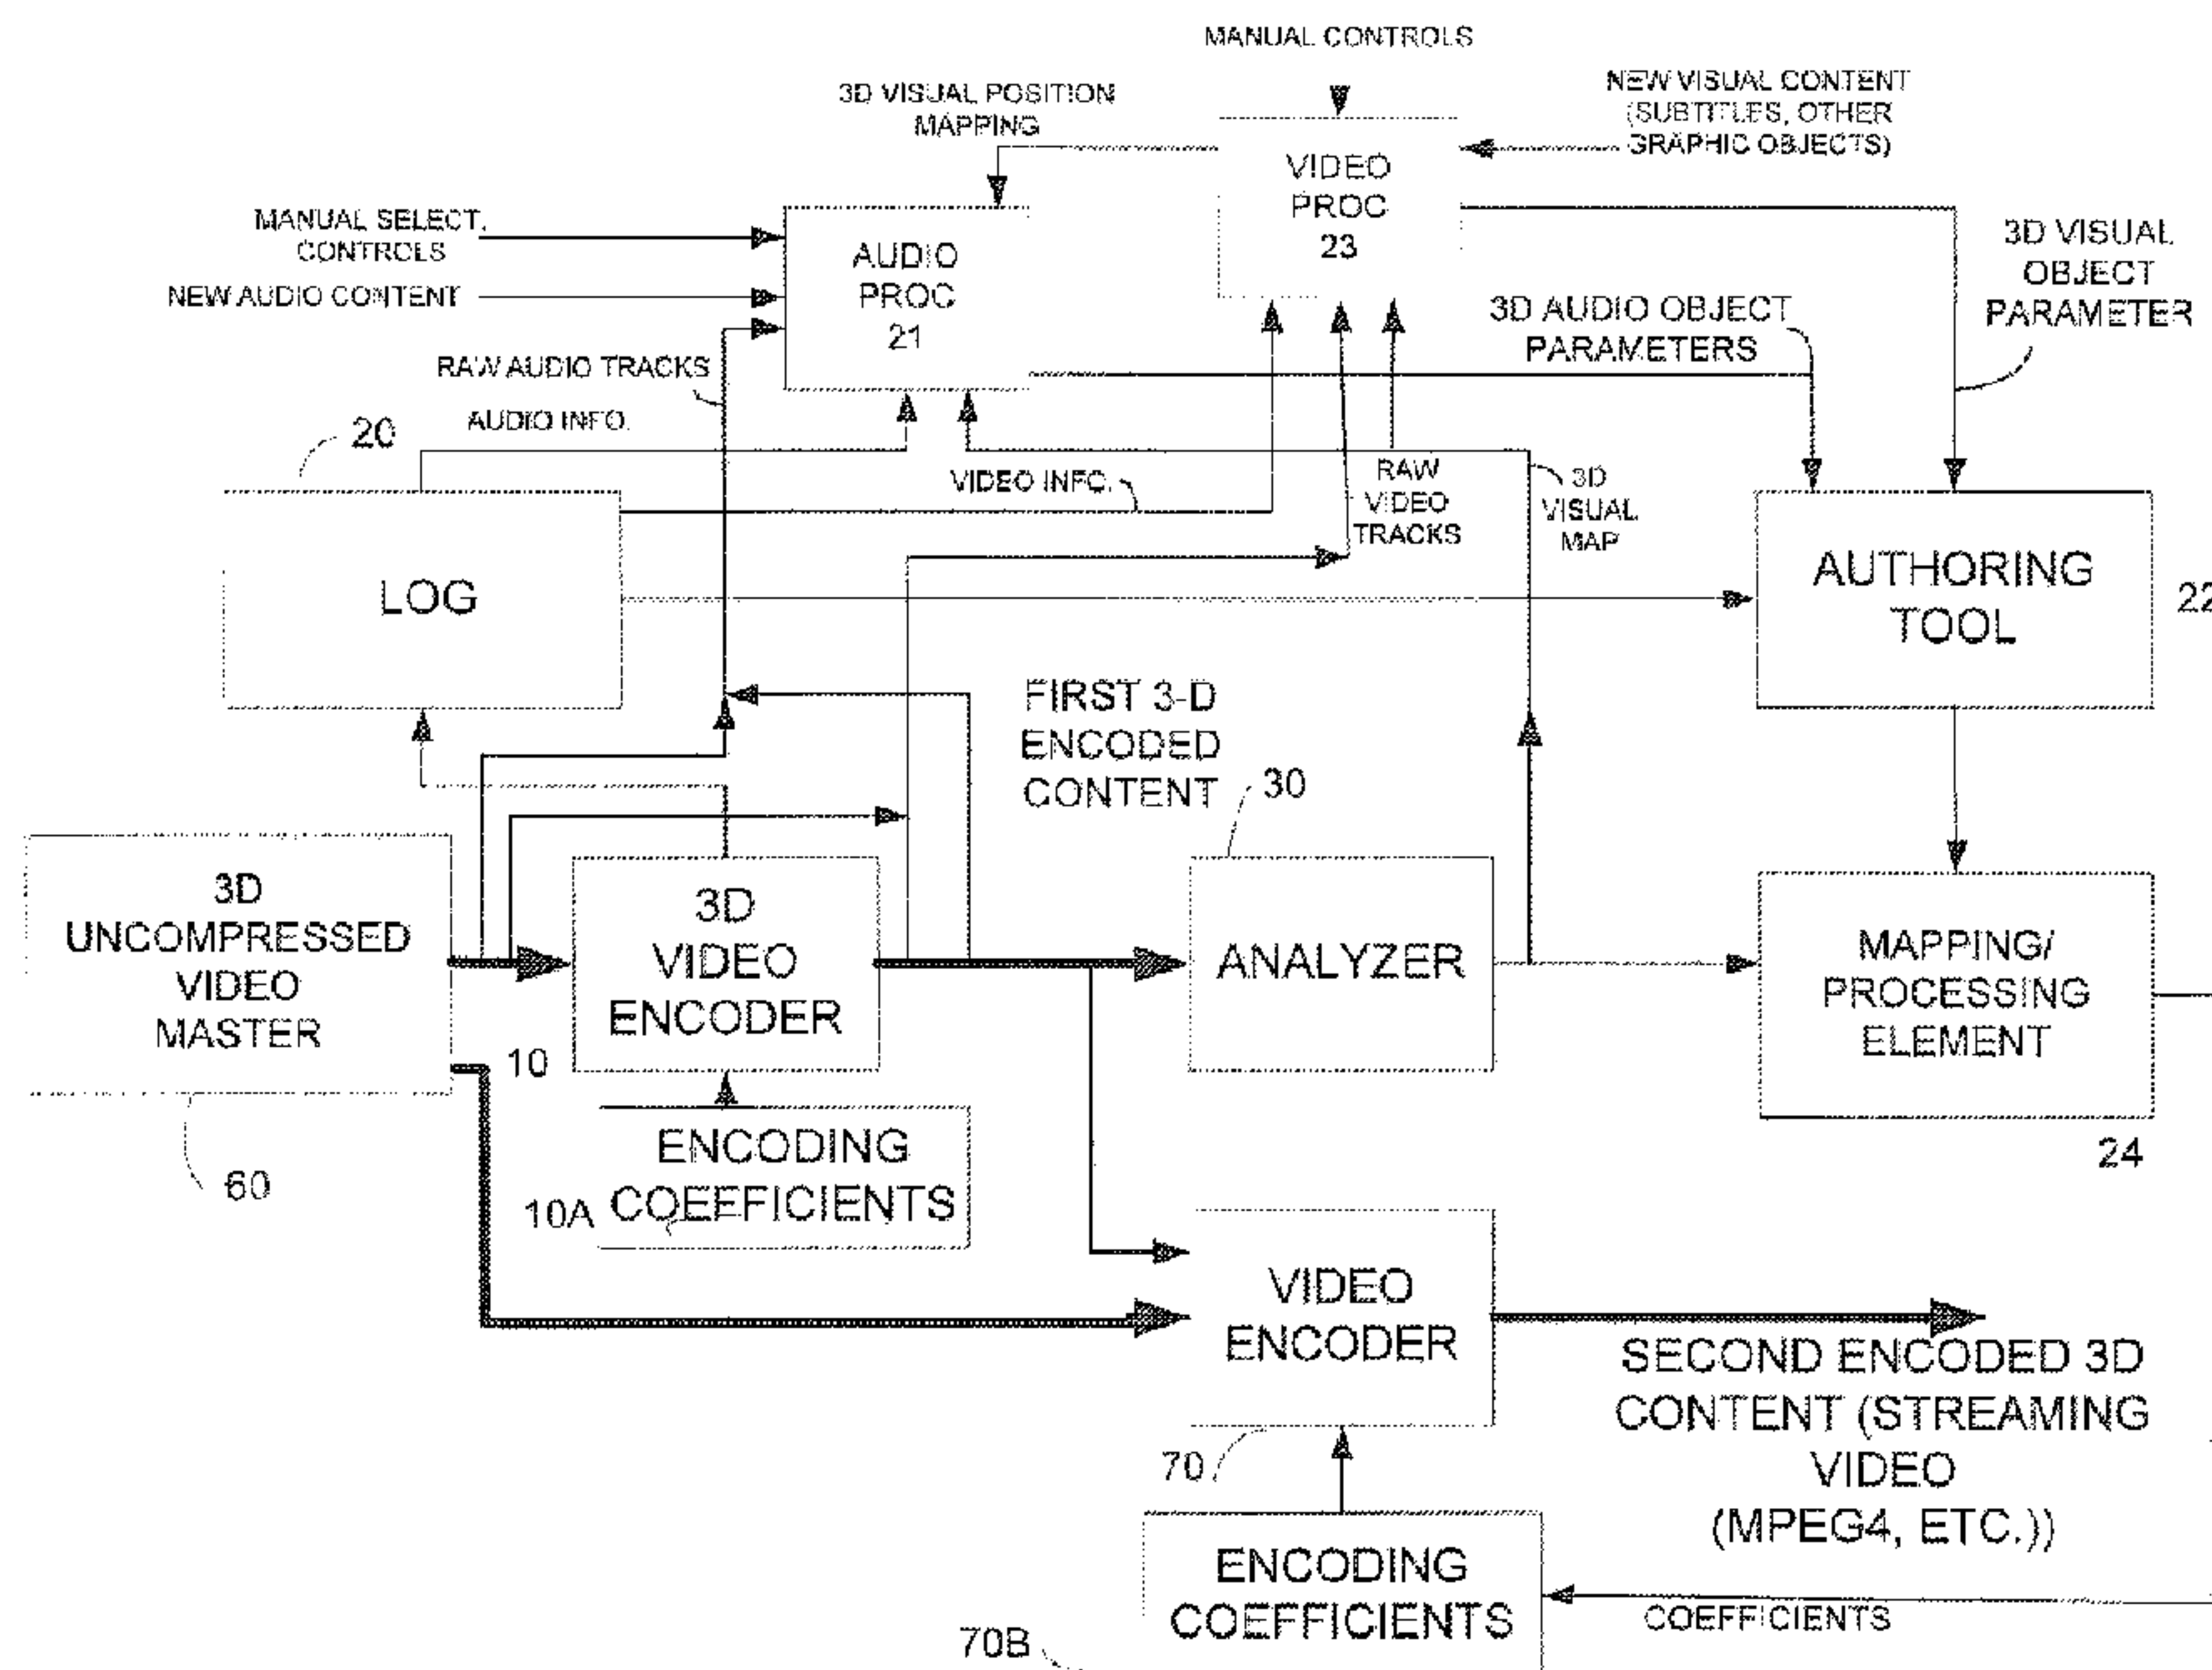 MANUAL CONTROLS
3D VISUAL POSITION
MAPPING
NEW VISUAL CONTENT
(SUBTITLES, OTHER
GRAPHIC OBJECTS)
VIDEO
PROC
23
MANUAL SELECT.
CONTROLS
NEW AUDIO CONTENT
AUDIO
PROC
21
3D VISUAL
OBJECT
PARAMETER
3D AUDIO OBJECT
PARAMETERS
RAW AUDIO TRACKS
AUDIO INFO.
20
VIDEO INFO.
RAW
VIDEO
TRACKS
3D
VISUAL
MAP
LOG
AUTHORING
TOOL
22
FIRST 3-D
ENCODED
CONTENT
30
3D
UNCOMPRESSED
VIDEO
MASTER
3D
VIDEO
ENCODER
ANALYZER
MAPPING/
PROCESSING
ELEMENT
10
60
24
ENCODING
10A COEFFICIENTS
VIDEO
ENCODER
SECOND ENCODED 3D
CONTENT (STREAMING
VIDEO
(MPEG4, ETC.))
70
ENCODING
COEFFICIENTS
COEFFICIENTS
70B